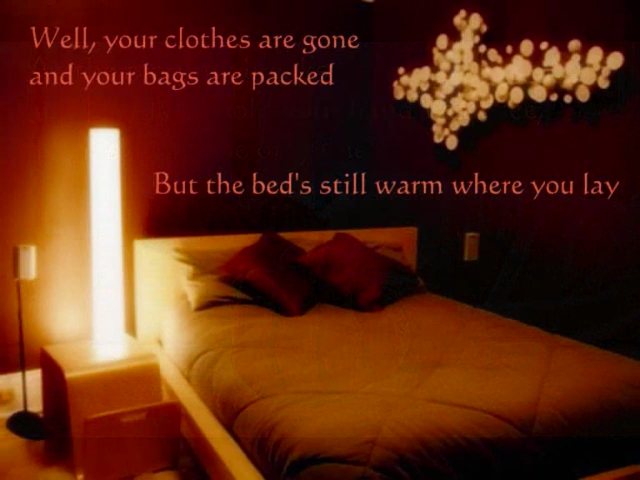 Well, your clothes are gone
and your bags are packed
But the bed's still warm where you lay